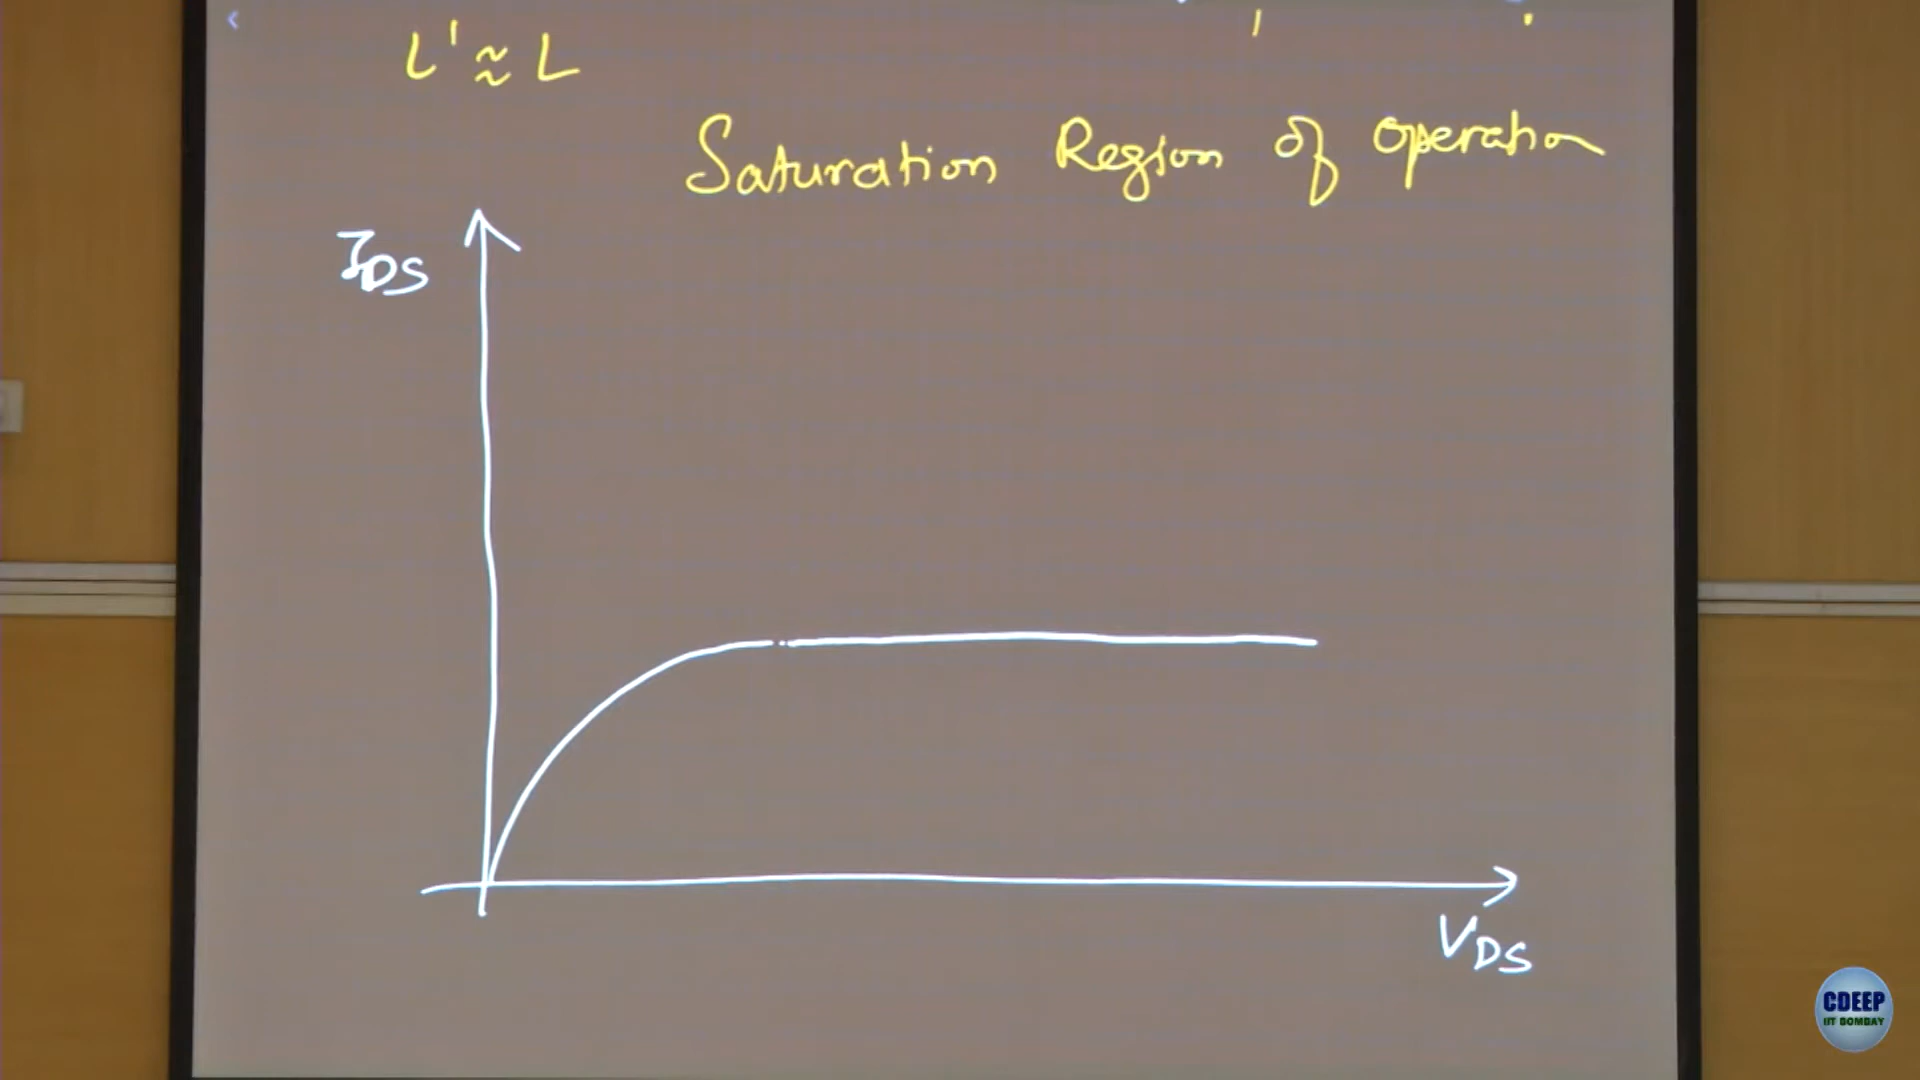 L' ≈ L
Saturation Region of operation
IDS
VDS
CDEEP
IIT BOMBAY